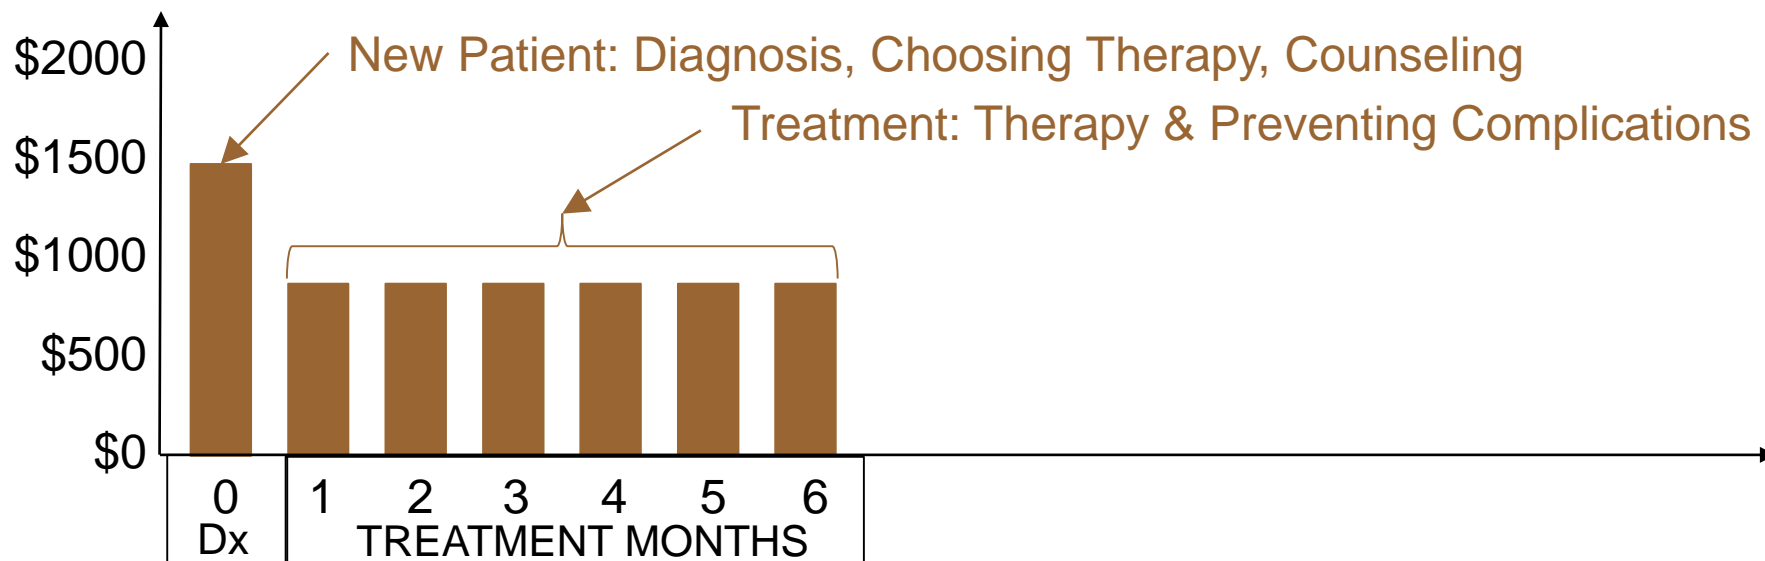 $2000
New Patient: Diagnosis, Choosing Therapy, Counseling
Treatment: Therapy & Preventing Complications
$1500
$1000
$500
$0
0 1 2 3 4 5 6
Dx TREATMENT MONTHS